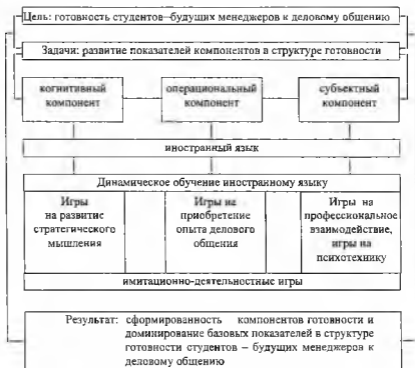 Цель: готовность студентов–будущих менеджеров к деловому общению
Задачи: развитие показателей компонентов в структуре готовности
когнитивный операциональный субъектный
компонент компонент компонент
иностранный язык
Динамическое обучение иностранному языку
Игры
на развитие
стратегического
мышления
Игры на
приобретение
опыта делового
общения
Игры на
профессиональное
взаимодействие,
игры на
психотехнику
имитационно-деятельностные игры
Результат: сформированность компонентов готовности и
доминирование базовых показателей в структуре
готовности студентов – будущих менеджеров к
деловому общению